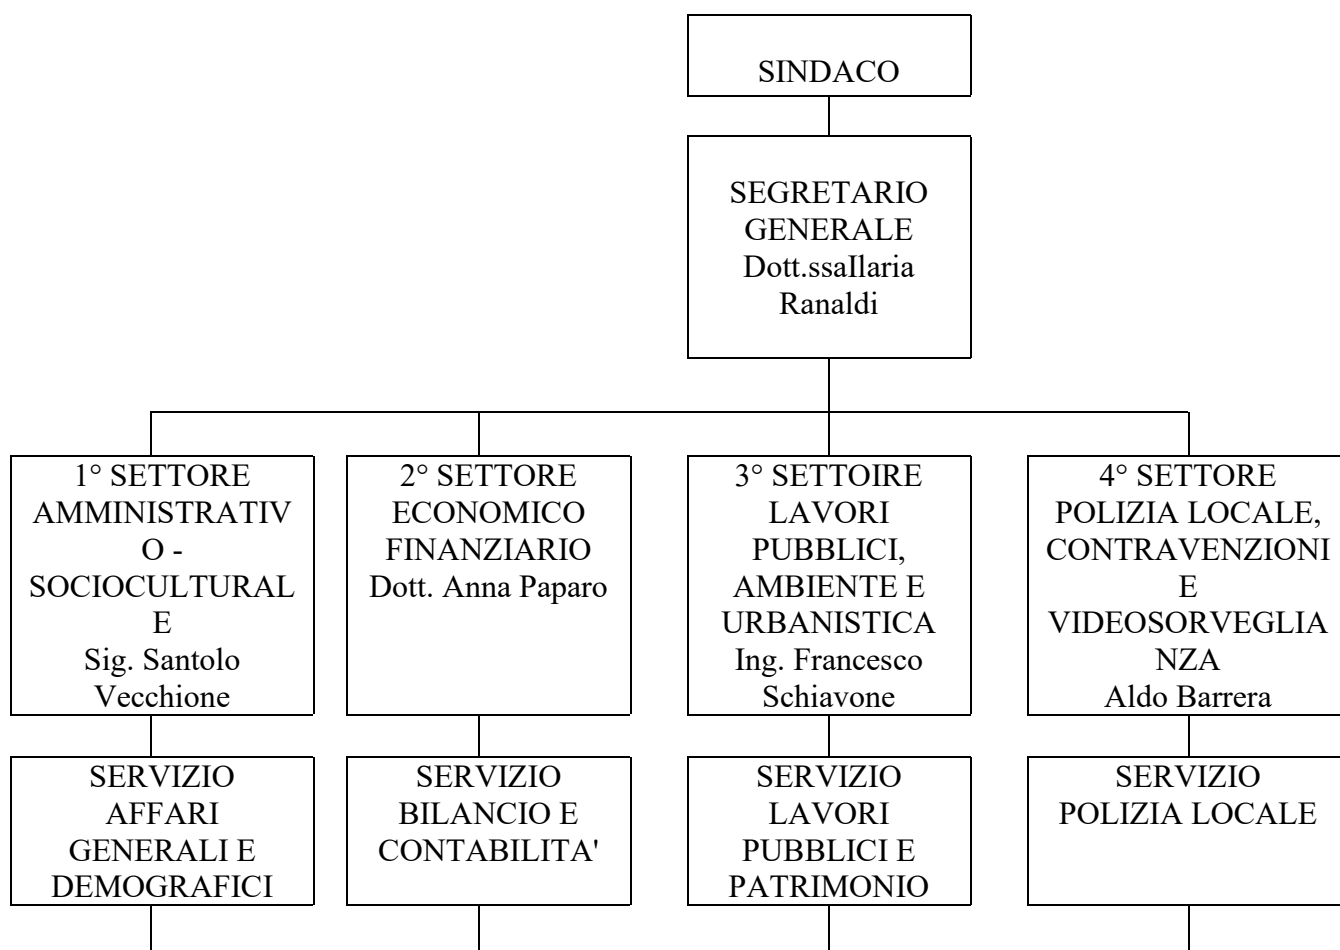 SINDACO
SEGRETARIO
GENERALE
Dott.ssaIlaria
Ranaldi
1° SETTORE
AMMINISTRATIV
O -
SOCIOCULTURAL
E
Sig. Santolo
Vecchione
2° SETTORE
ECONOMICO
FINANZIARIO
Dott. Anna Paparo
3° SETTOIRE
LAVORI
PUBBLICI,
AMBIENTE E
URBANISTICA
Ing. Francesco
Schiavone
4° SETTORE
POLIZIA LOCALE,
CONTRAVENZIONI
E
VIDEOSORVEGLIA
NZA
Aldo Barrera
SERVIZIO
AFFARI
GENERALI E
DEMOGRAFICI
SERVIZIO
BILANCIO E
CONTABILITA'
SERVIZIO
LAVORI
PUBBLICI E
PATRIMONIO
SERVIZIO
POLIZIA LOCALE